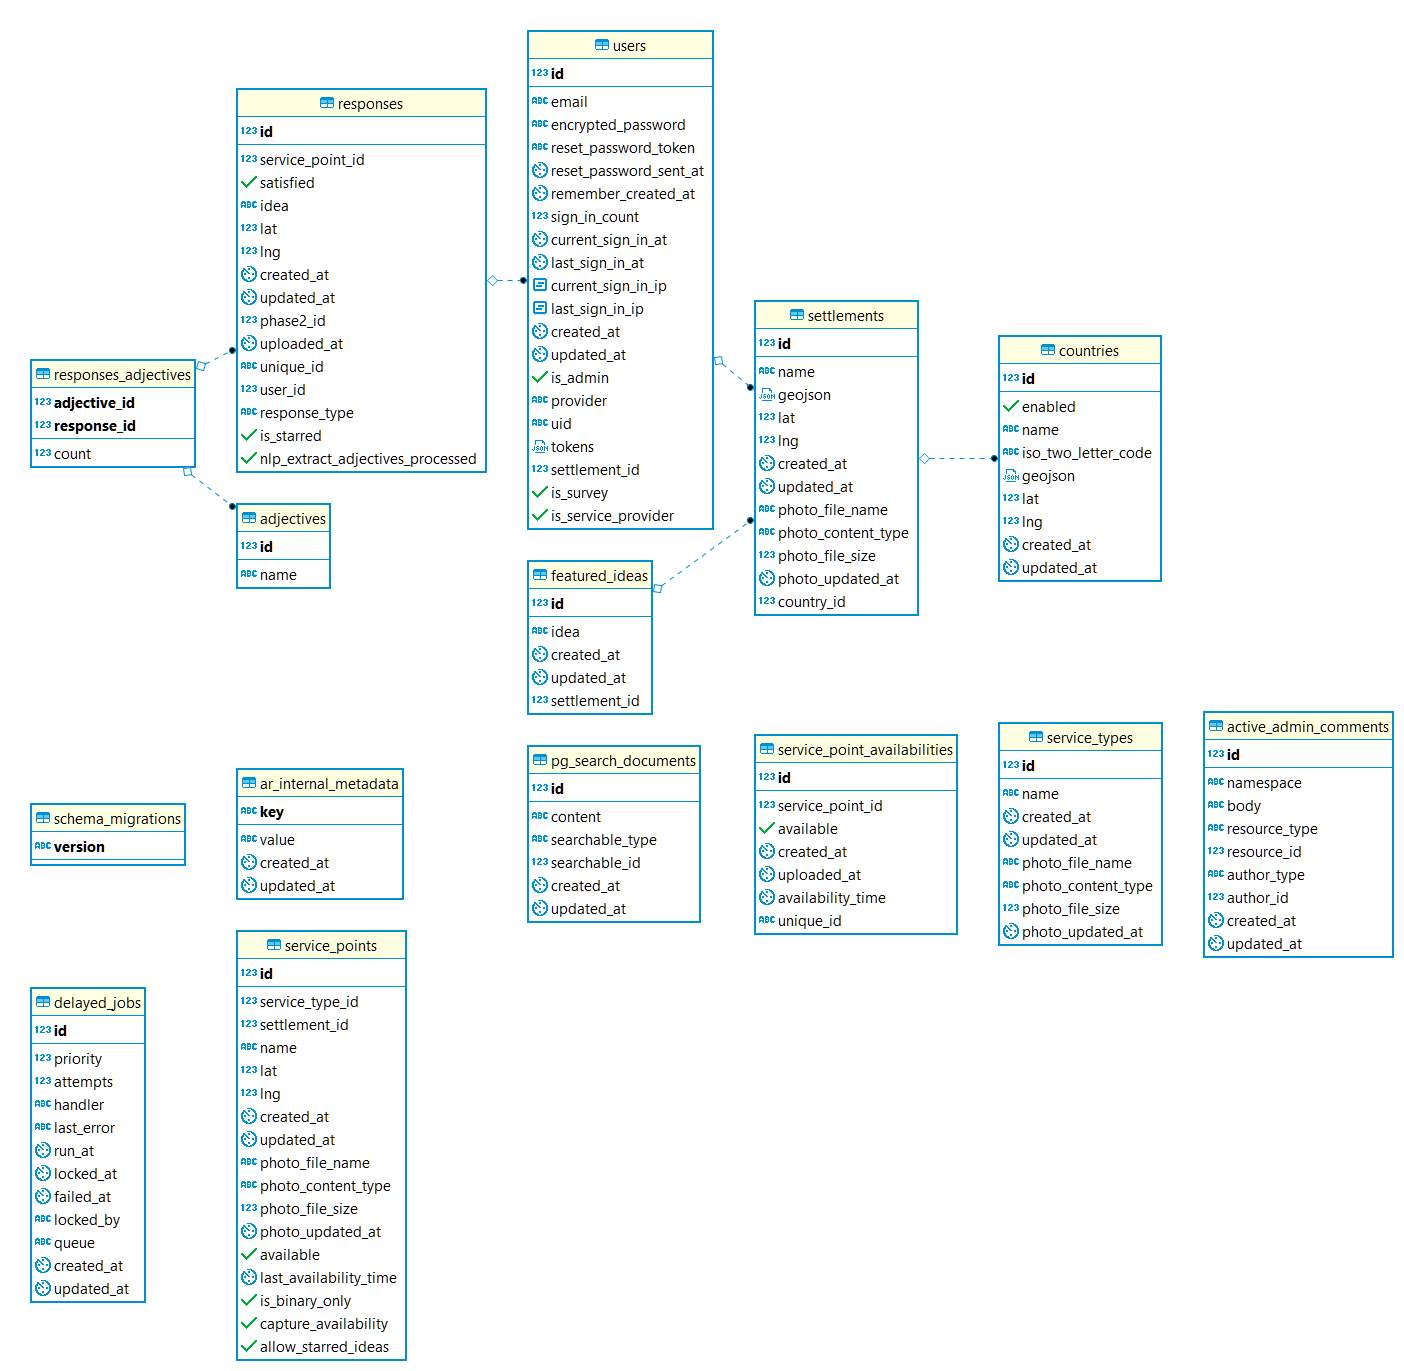 users
123 id
ABC email
ABC encrypted_password
ABC reset_password_token
reset_password_sent_at
remember_created_at
123 sign_in_count
current_sign_in_at
last_sign_in_at
current_sign_in_ip
last_sign_in_ip
created_at
updated_at
is_admin
ABC provider
ABC uid
JSON tokens
123 settlement_id
is_survey
is_service_provider
responses
123 id
123 service_point_id
satisfied
ABC idea
123 lat
123 lng
created_at
updated_at
123 phase2_id
uploaded_at
ABC unique_id
123 user_id
ABC response_type
is_starred
nlp_extract_adjectives_processed
settlements
123 id
ABC name
JSON geojson
123 lat
123 lng
created_at
updated_at
ABC photo_file_name
ABC photo_content_type
123 photo_file_size
photo_updated_at
123 country_id
countries
123 id
enabled
ABC name
ABC iso_two_letter_code
JSON geojson
123 lat
123 lng
created_at
updated_at
responses_adjectives
123 adjective_id
123 response_id
123 count
adjectives
123 id
ABC name
featured_ideas
123 id
ABC idea
created_at
updated_at
123 settlement_id
schema_migrations
ABC version
ar_internal_metadata
ABC key
ABC value
created_at
updated_at
pg_search_documents
123 id
ABC content
ABC searchable_type
123 searchable_id
created_at
updated_at
service_point_availabilities
123 id
123 service_point_id
available
created_at
uploaded_at
availability_time
ABC unique_id
service_types
123 id
ABC name
created_at
updated_at
ABC photo_file_name
ABC photo_content_type
123 photo_file_size
photo_updated_at
active_admin_comments
123 id
ABC namespace
ABC body
ABC resource_type
123 resource_id
ABC author_type
123 author_id
created_at
updated_at
delayed_jobs
123 id
123 priority
123 attempts
ABC handler
ABC last_error
run_at
locked_at
failed_at
ABC locked_by
ABC queue
created_at
updated_at
service_points
123 id
123 service_type_id
123 settlement_id
ABC name
123 lat
123 lng
created_at
updated_at
ABC photo_file_name
ABC photo_content_type
123 photo_file_size
photo_updated_at
available
last_availability_time
is_binary_only
capture_availability
allow_starred_ideas